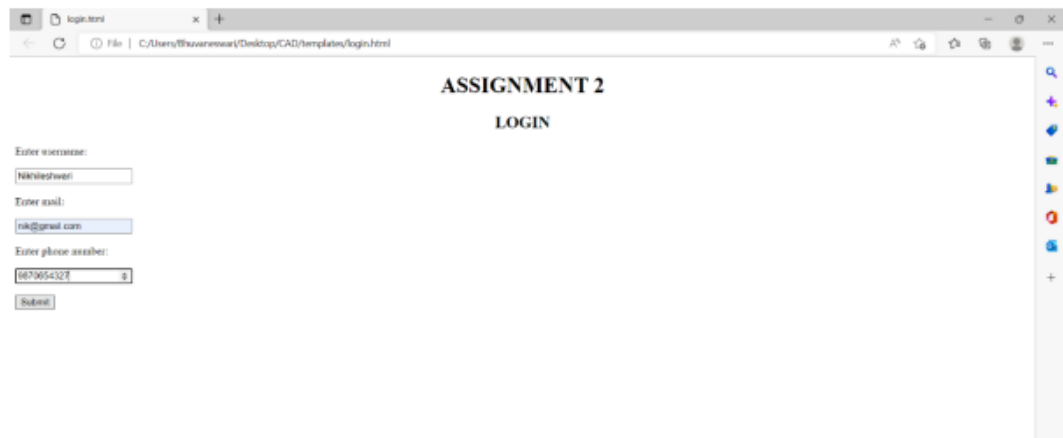 login.html
File | C:/Users/Bhuvaneswari/Desktop/CAD/templates/login.html
ASSIGNMENT 2
LOGIN
Enter username:
Nikhileshwari
Enter mail:
nik@gmail.com
Enter phone number:
9870654327
Submit